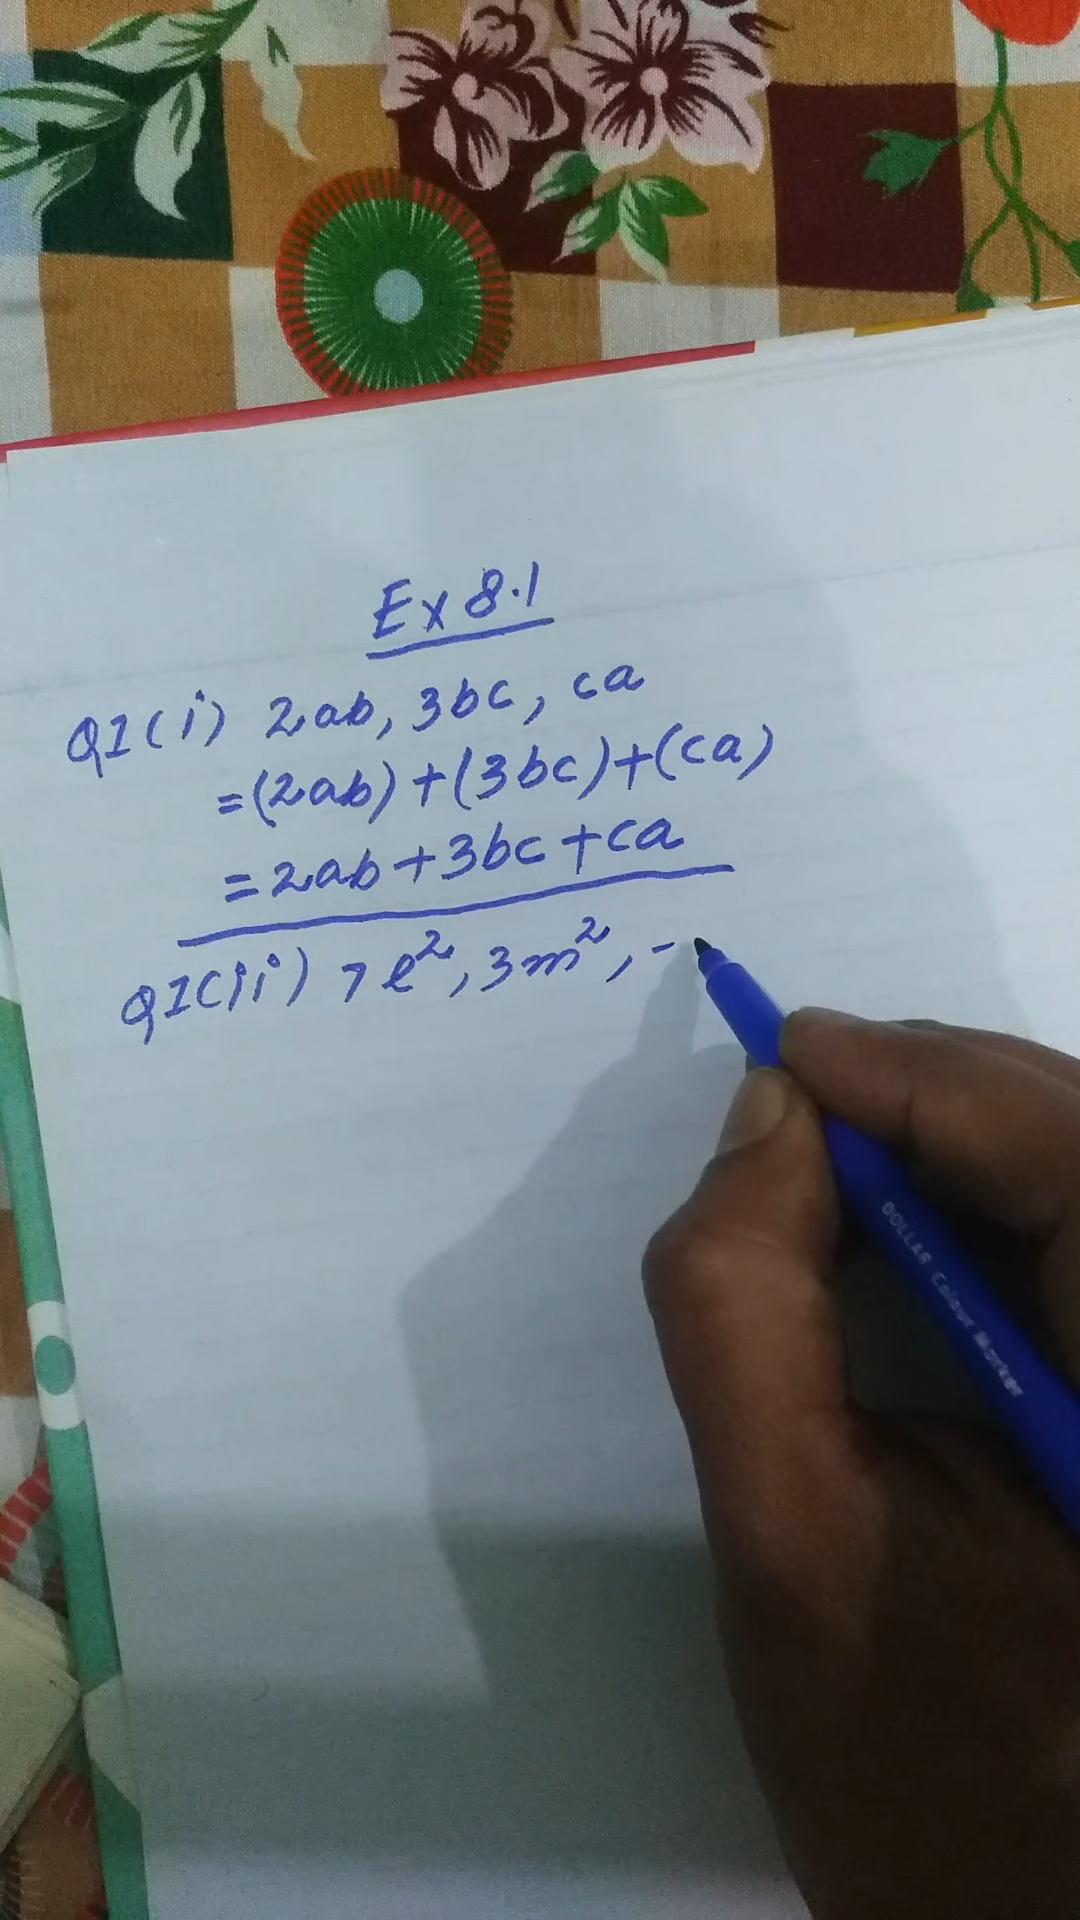 Ex 8.1
Q1(i) 2ab, 3bc, ca
=(2ab)+(3bc)+(ca)
=2ab+3bc+ca
Q1(ii) 7l², 3m², -
DOLLAR Colour Marker